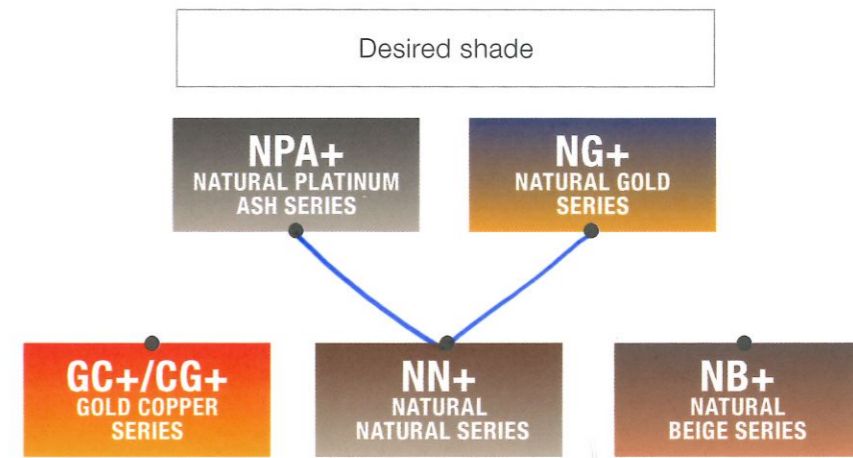 Desired shade
NPA+
NATURAL PLATINUM
ASH SERIES
NG+
NATURAL GOLD
SERIES
GC+/CG+
GOLD COPPER
SERIES
NN+
NATURAL
NATURAL SERIES
NB+
NATURAL
BEIGE SERIES